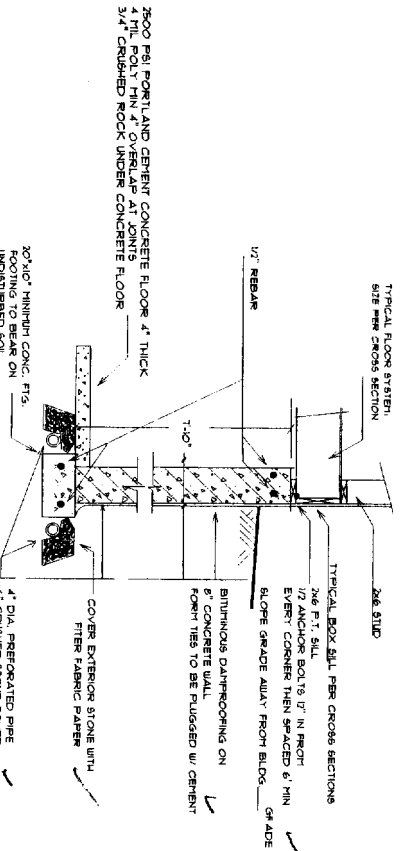 TYPICAL FLOOR SYSTEM:
SIZE PER CROSS SECTION
2x6 STUD
TYPICAL BOX SILL PER CROSS SECTIONS
2x6 P.T. SILL
1/2 ANCHOR BOLTS 12" IN FROM
EVERY CORNER THEN SPACED 6' MIN
SLOPE GRADE AWAY FROM BLDG
GRADE
1/2" REBAR
7'-10"
BITUMINOUS DAMPROOFING ON
8" CONCRETE WALL
FORM TIES TO BE PLUGGED W/ CEMENT
2500 PSI PORTLAND CEMENT CONCRETE FLOOR 4" THICK
4 MIL POLY MIN 4" OVERLAP AT JOINTS
3/4" CRUSHED ROCK UNDER CONCRETE FLOOR
COVER EXTERIOR STONE WITH
FITER FABRIC PAPER
20"x10" MINIMUM CONC. FTG.
FOOTING TO BEAR ON
UNDISTURBED SOIL
4" DIA. PREFORATED PIPE